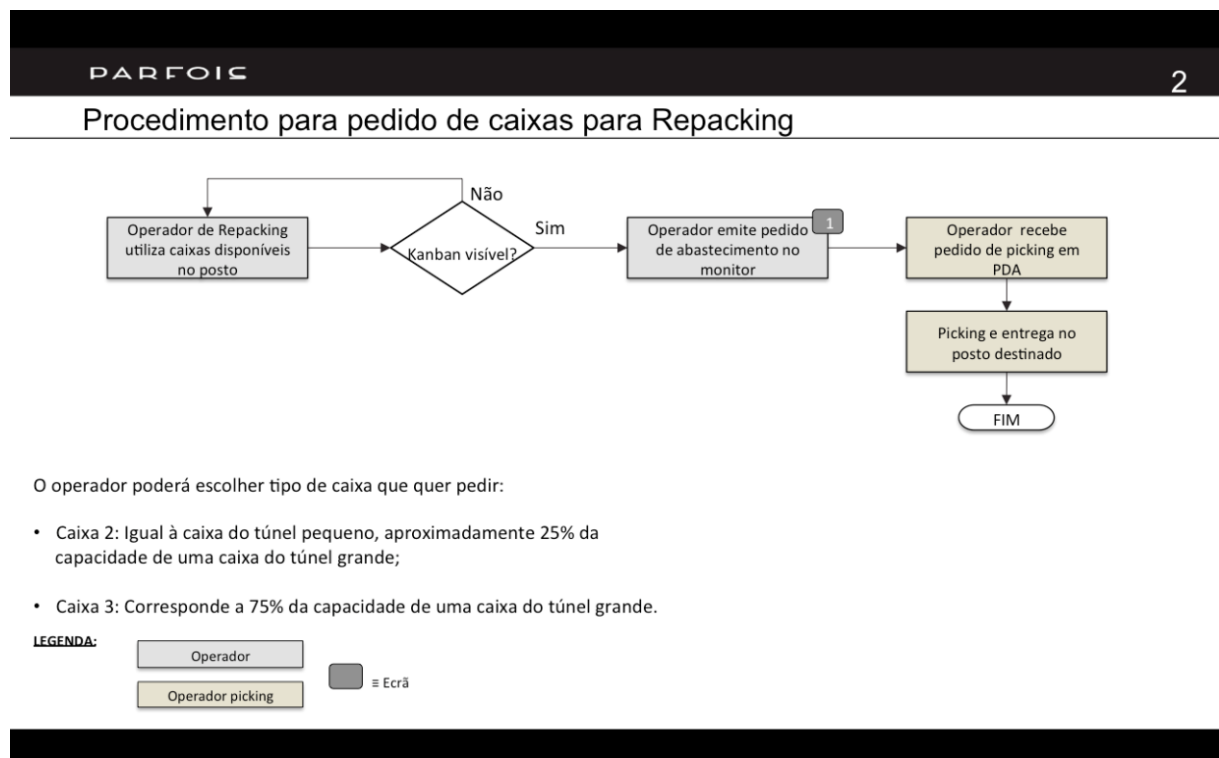 PARFOIS
2
Procedimento para pedido de caixas para Repacking
Não
Operador de Repacking
utiliza caixas disponíveis
no posto
Kanban visível?
Sim
Operador emite pedido
de abastecimento no
monitor
1
Operador recebe
pedido de picking em
PDA
Picking e entrega no
posto destinado
FIM
O operador poderá escolher tipo de caixa que quer pedir:
• Caixa 2: Igual à caixa do túnel pequeno, aproximadamente 25% da
capacidade de uma caixa do túnel grande;
• Caixa 3: Corresponde a 75% da capacidade de uma caixa do túnel grande.
LEGENDA:
Operador
Operador picking
≡ Ecrã